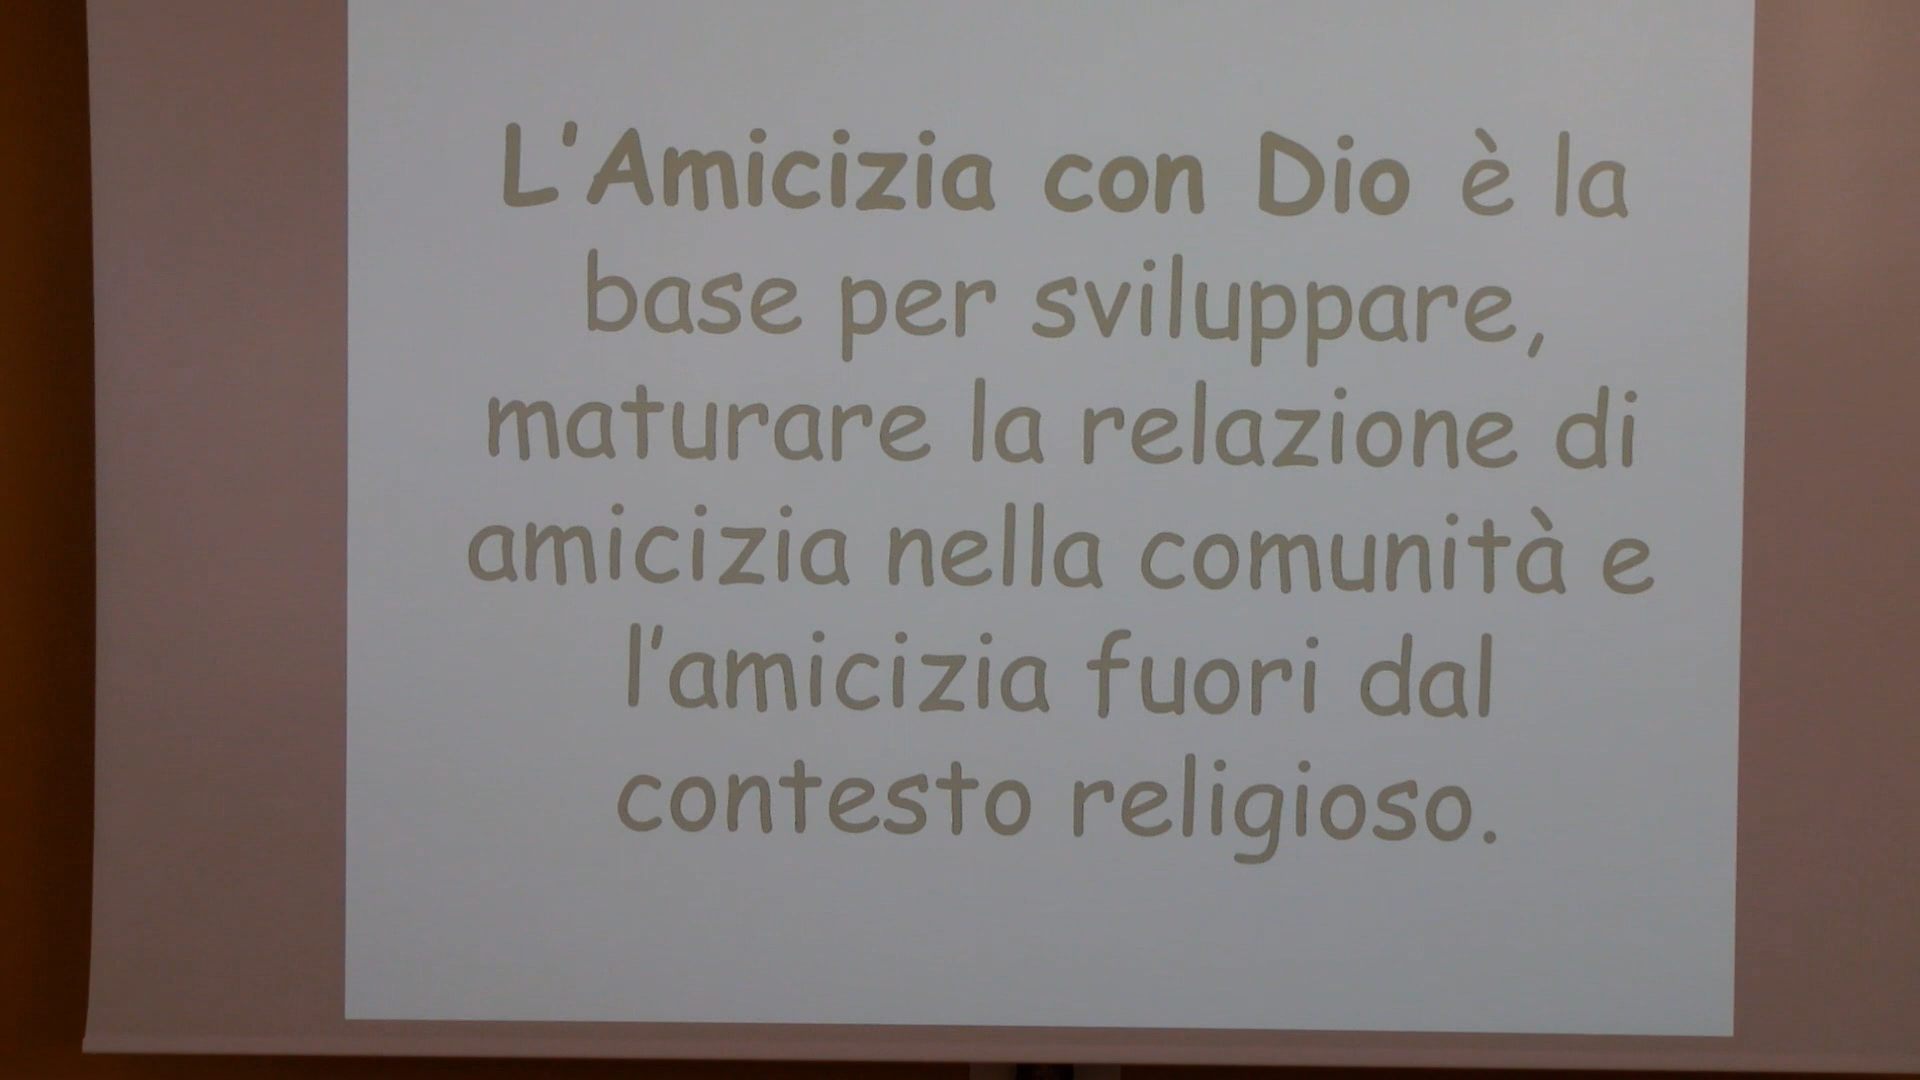 L'Amicizia con Dio è la
base per sviluppare,
maturare la relazione di
amicizia nella comunità e
l'amicizia fuori dal
contesto religioso.